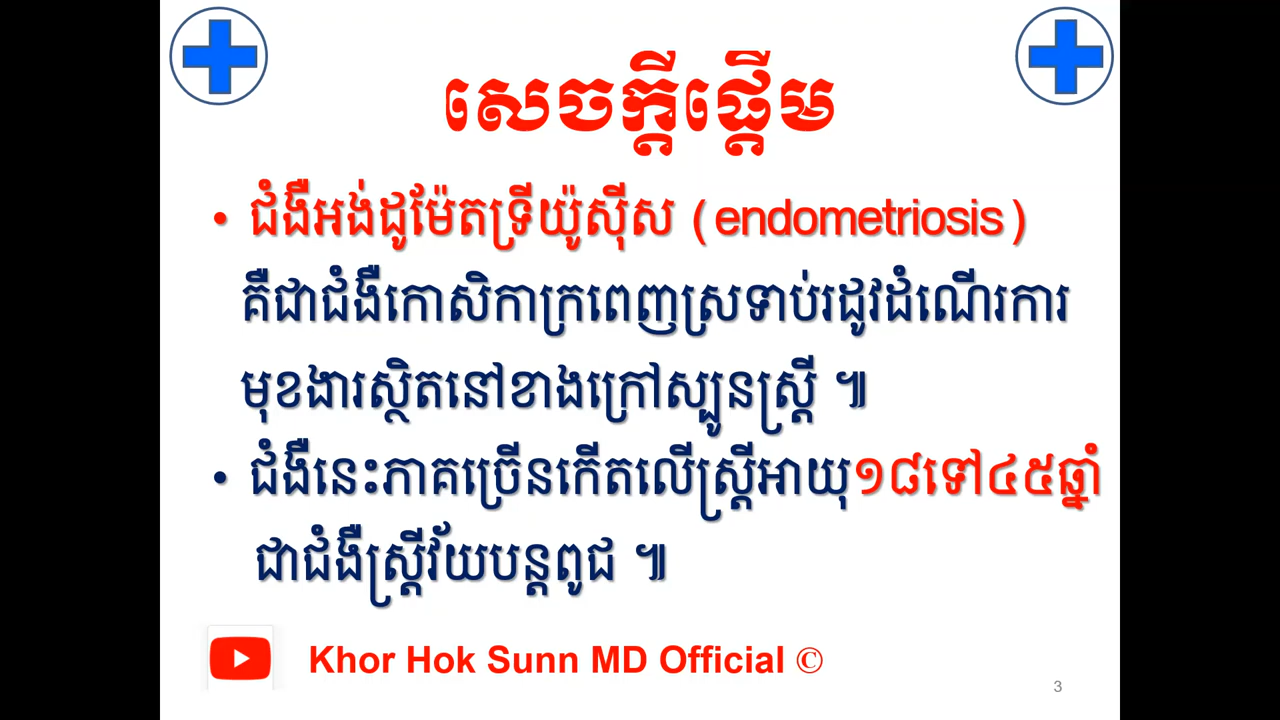 សេចក្តីផ្តើម
• ជំងឺអង់ដូម៉ែតទ្រីយ៉ូស៊ីស (endometriosis)
គឺជាជំងឺកោសិកាក្រពេញស្រទាប់រដូវដំណើរការ
មុខងារស្ថិតនៅខាងក្រៅស្បូនស្ត្រី ៕
• ជំងឺនេះភាគច្រើនកើតលើស្ត្រីអាយុ១៨ទៅ៤៥ឆ្នាំ
ជាជំងឺស្ត្រីវ័យបន្តពូជ ៕
Khor Hok Sunn MD Official ©
3